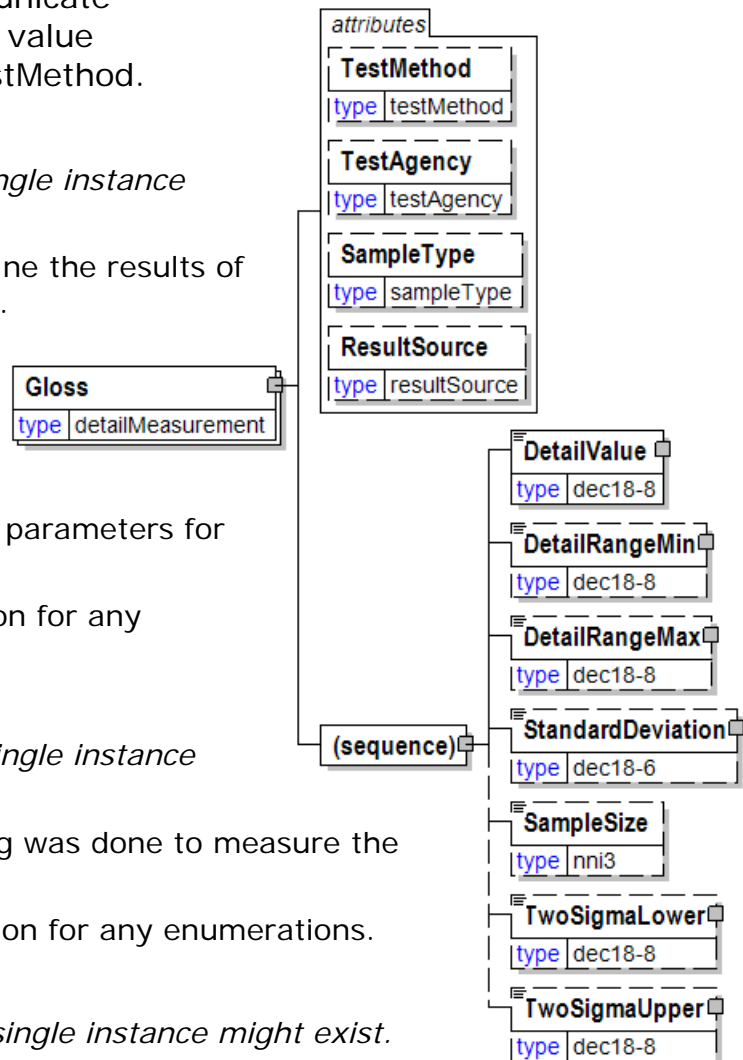 unicate
value
stMethod.
ngle instance
ne the results of
.
parameters for
on for any
ingle instance
g was done to measure the
on for any enumerations.
single instance might exist.
Gloss
type detailMeasurement
attributes
TestMethod
type testMethod
TestAgency
type testAgency
SampleType
type sampleType
ResultSource
type resultSource
(sequence)
DetailValue
type dec18-8
DetailRangeMin
type dec18-8
DetailRangeMax
type dec18-8
StandardDeviation
type dec18-6
SampleSize
type nni3
TwoSigmaLower
type dec18-8
TwoSigmaUpper
type dec18-8